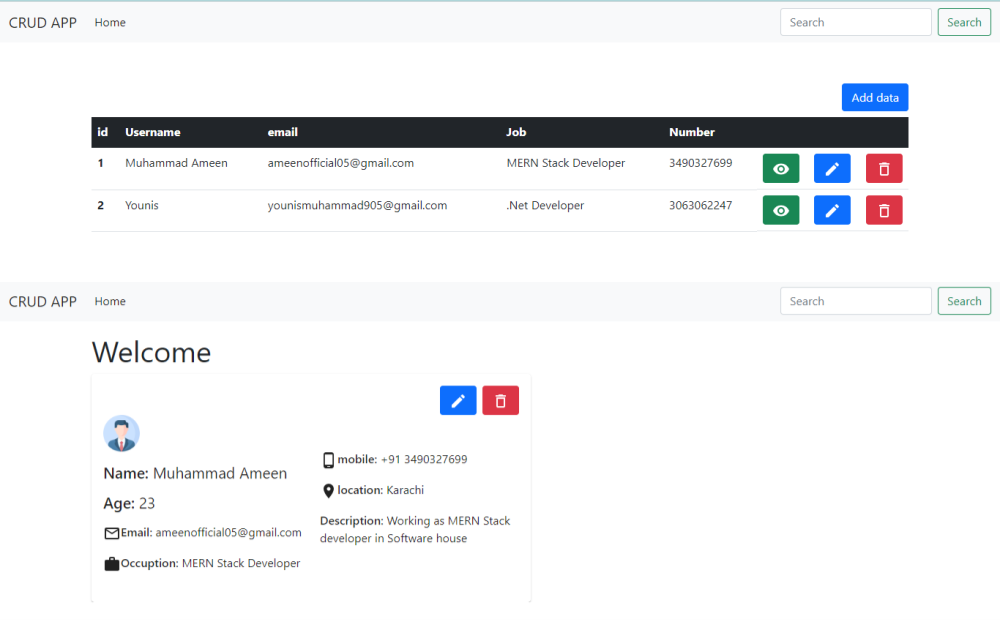 CRUD APP Home Search Search
Add data
id Username email Job Number
1 Muhammad Ameen ameenofficial05@gmail.com MERN Stack Developer 3490327699
2 Younis younismuhammad905@gmail.com .Net Developer 3063062247
CRUD APP Home Search Search
Welcome
Name: Muhammad Ameen
Age: 23
Email: ameenofficial05@gmail.com
Occuption: MERN Stack Developer
mobile: +91 3490327699
location: Karachi
Description: Working as MERN Stack
developer in Software house